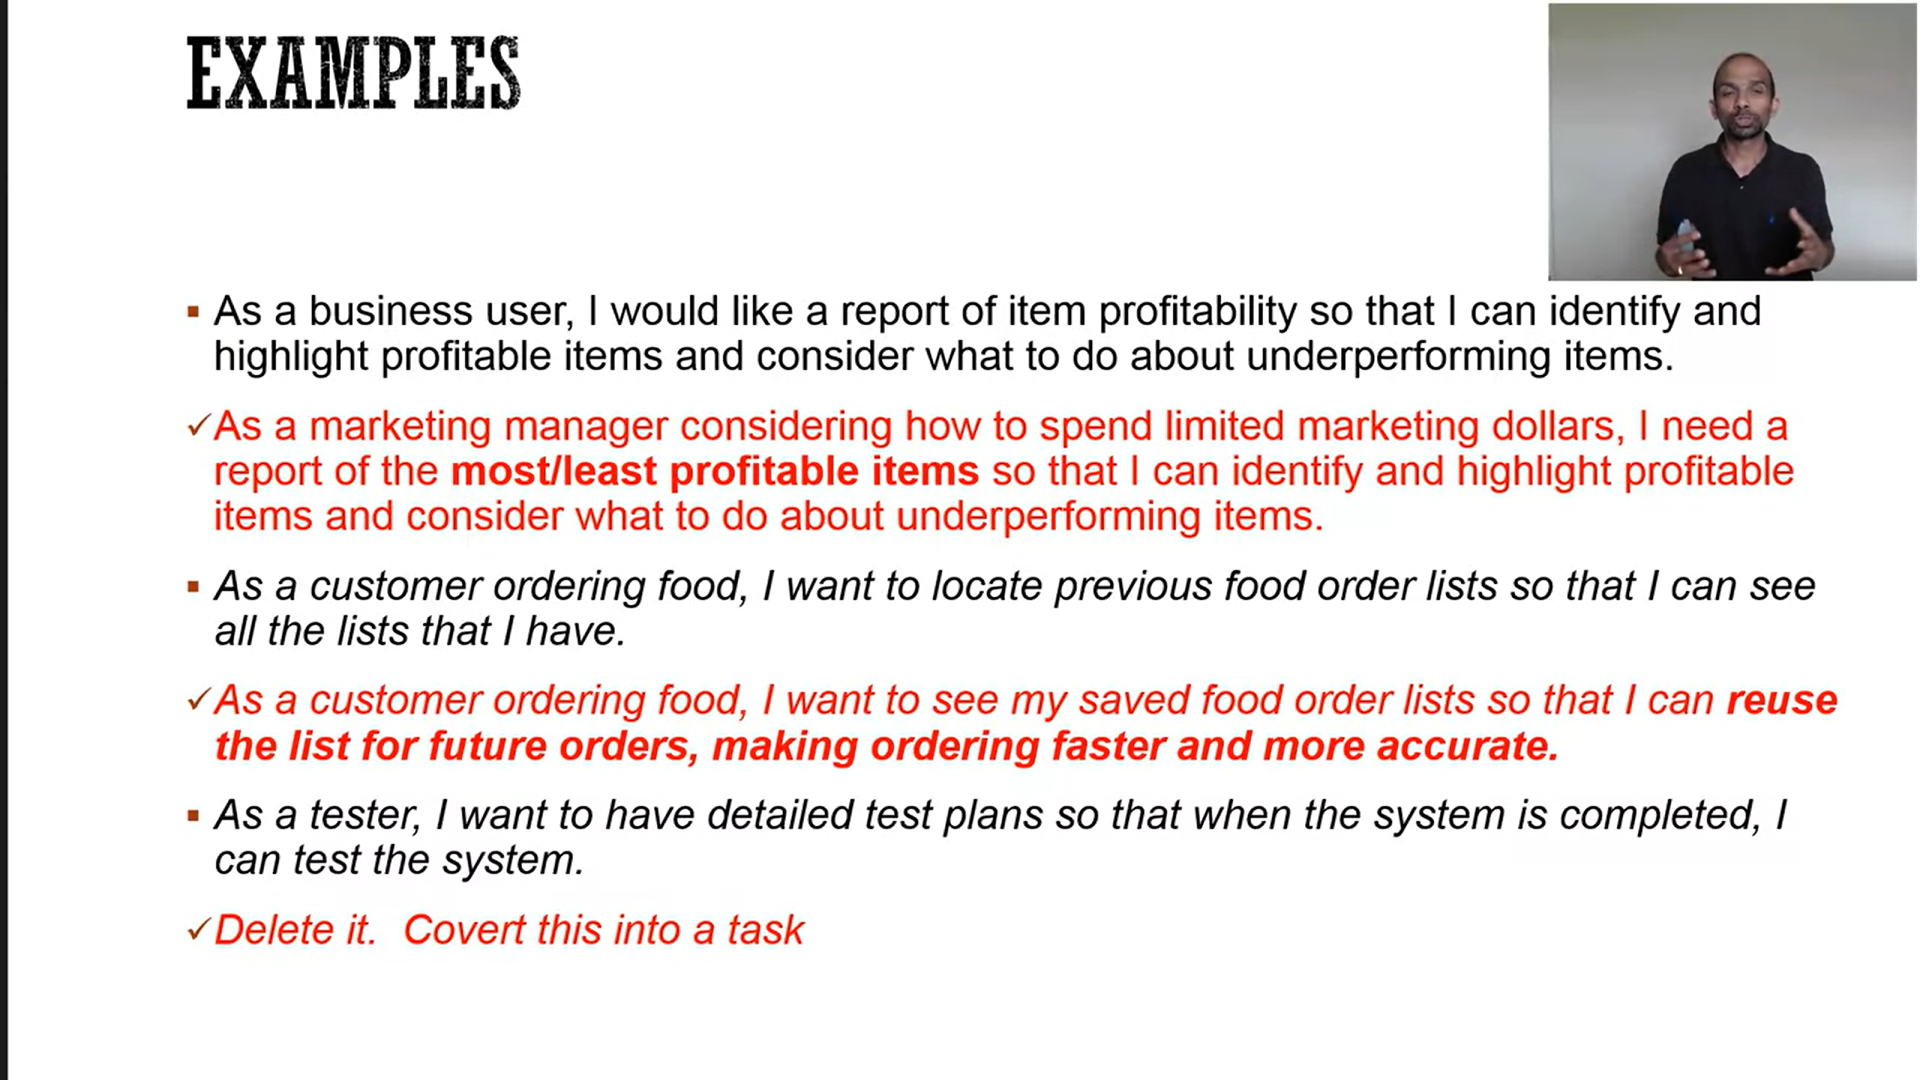 EXAMPLES
As a business user, I would like a report of item profitability so that I can identify and
highlight profitable items and consider what to do about underperforming items.
As a marketing manager considering how to spend limited marketing dollars, I need a
report of the most/least profitable items so that I can identify and highlight profitable
items and consider what to do about underperforming items.
As a customer ordering food, I want to locate previous food order lists so that I can see
all the lists that I have.
As a customer ordering food, I want to see my saved food order lists so that I can reuse
the list for future orders, making ordering faster and more accurate.
As a tester, I want to have detailed test plans so that when the system is completed, I
can test the system.
Delete it. Covert this into a task